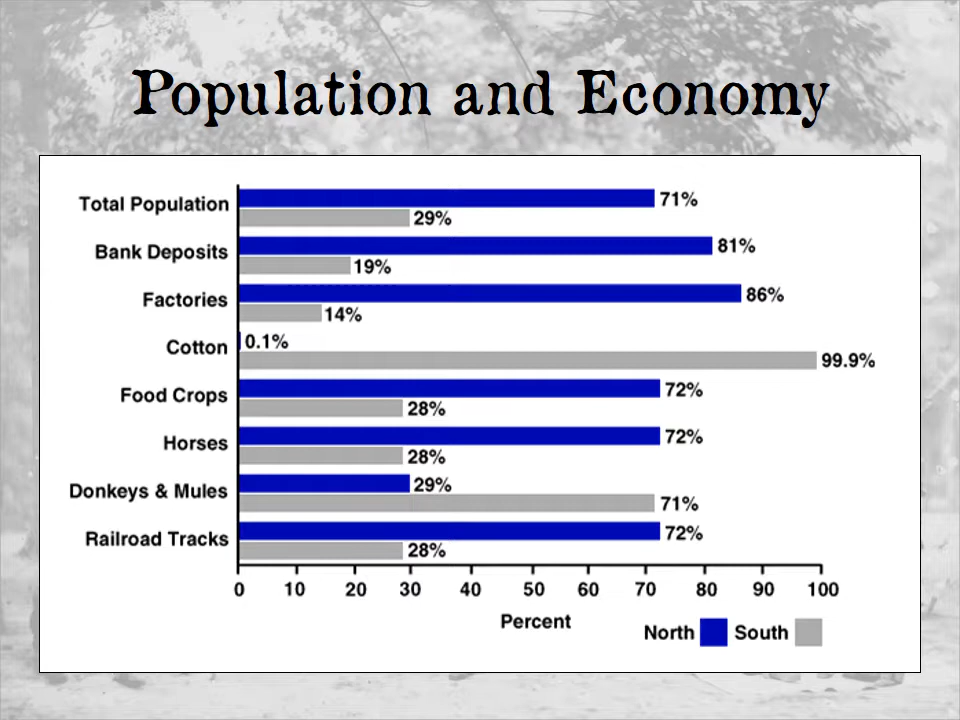 Population and Economy
Total Population
71%
29%
Bank Deposits
81%
19%
Factories
86%
14%
Cotton
0.1%
99.9%
Food Crops
72%
28%
Horses
72%
28%
Donkeys & Mules
29%
71%
Railroad Tracks
72%
28%
0 10 20 30 40 50 60 70 80 90 100
Percent
North South